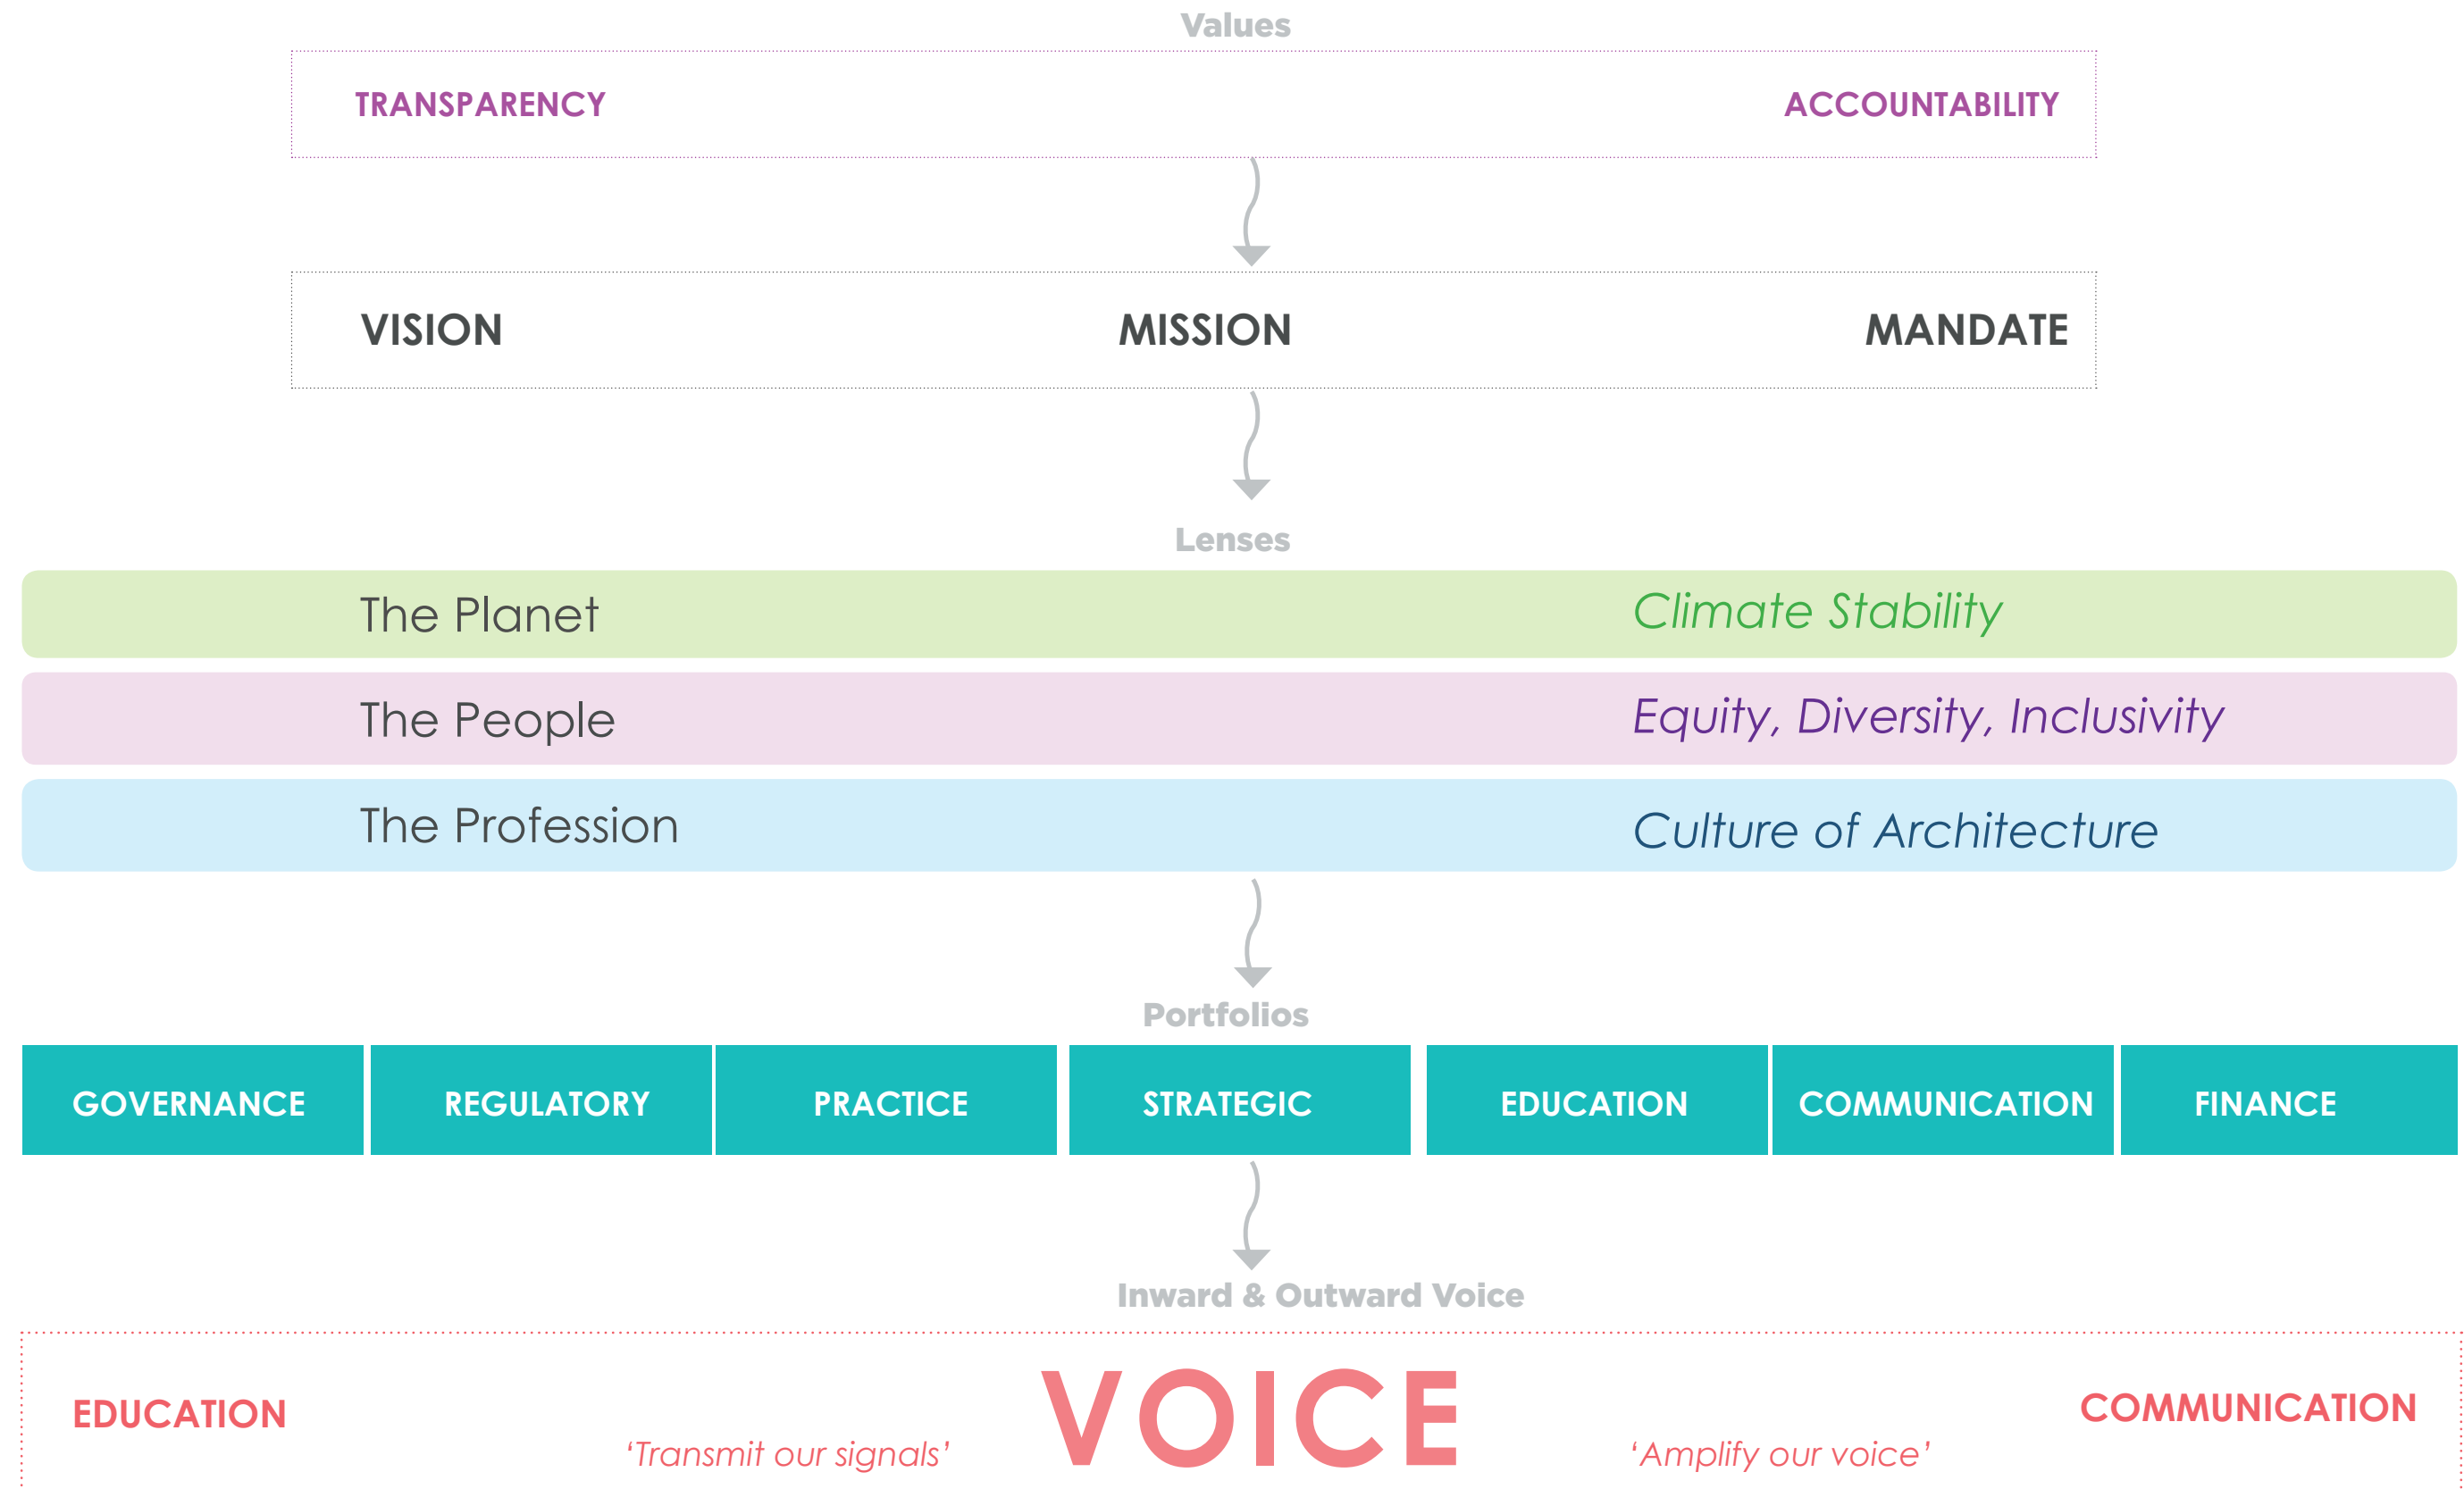 Values
TRANSPARENCY ACCOUNTABILITY
VISION MISSION MANDATE
Lenses
The Planet Climate Stability
The People Equity, Diversity, Inclusivity
The Profession Culture of Architecture
Portfolios
GOVERNANCE REGULATORY PRACTICE STRATEGIC EDUCATION COMMUNICATION FINANCE
Inward & Outward Voice
EDUCATION VOICE COMMUNICATION
‘Transmit our signals’ ‘Amplify our voice’